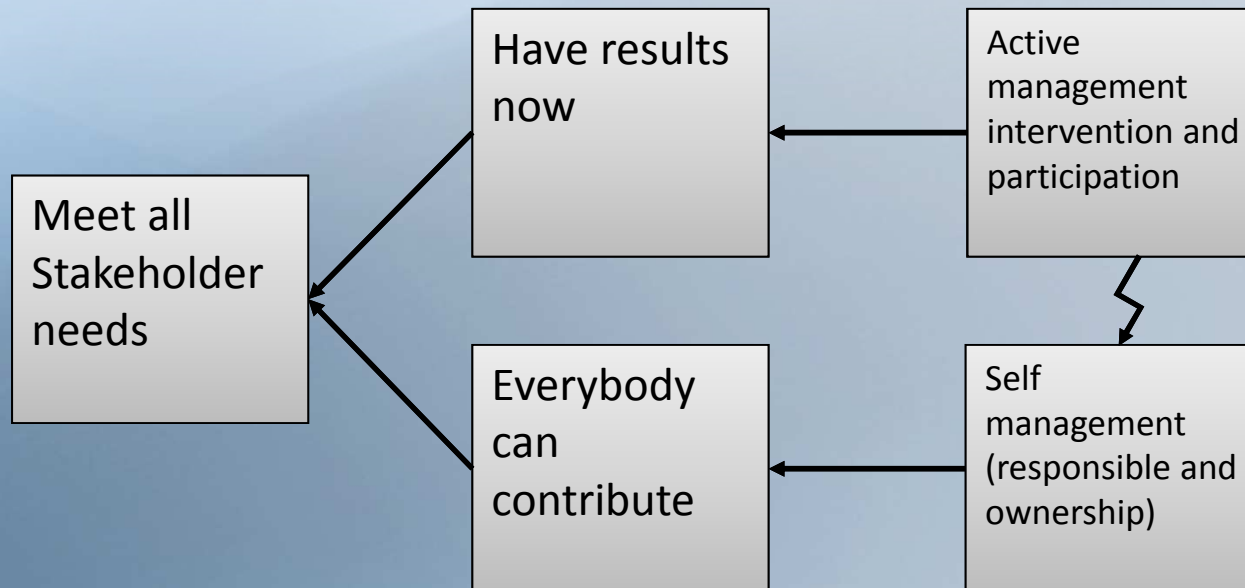 Have results
now
Active
management
intervention and
participation
Meet all
Stakeholder
needs
Everybody
can
contribute
Self
management
(responsible and
ownership)